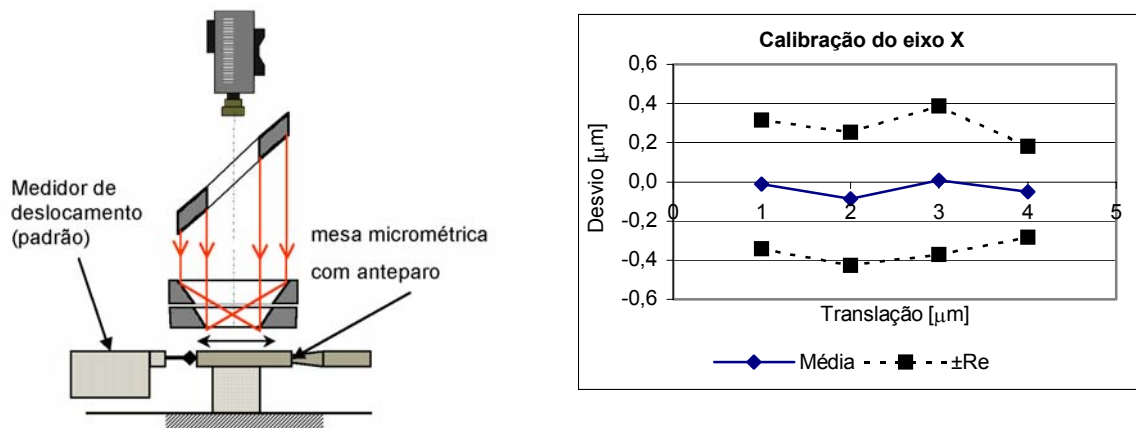 Medidor de
deslocamento
(padrão)
mesa micrométrica
com anteparo
Calibração do eixo X
Desvio [µm]
0,6
0,4
0,2
0,0
-0,2
-0,4
-0,6
0 1 2 3 4 5
Translação [µm]
Média ±Re